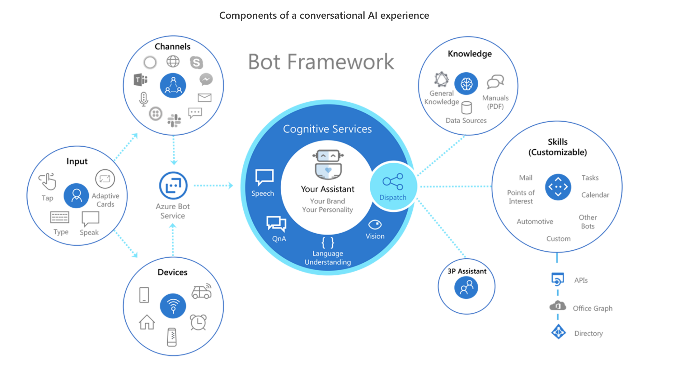 Components of a conversational AI experience
Bot Framework
Channels
Input
Tap
Adaptive
Cards
Type
Speak
Devices
Azure Bot
Service
Cognitive Services
Your Assistant
Your Brand
Your Personality
Speech
QnA
Language
Understanding
Vision
Dispatch
Knowledge
General
Knowledge
Manuals
(PDF)
Data Sources
Skills
(Customizable)
Mail
Tasks
Points of
Interest
Calendar
Automotive
Other
Bots
Custom
3P Assistant
APIs
Office Graph
Directory